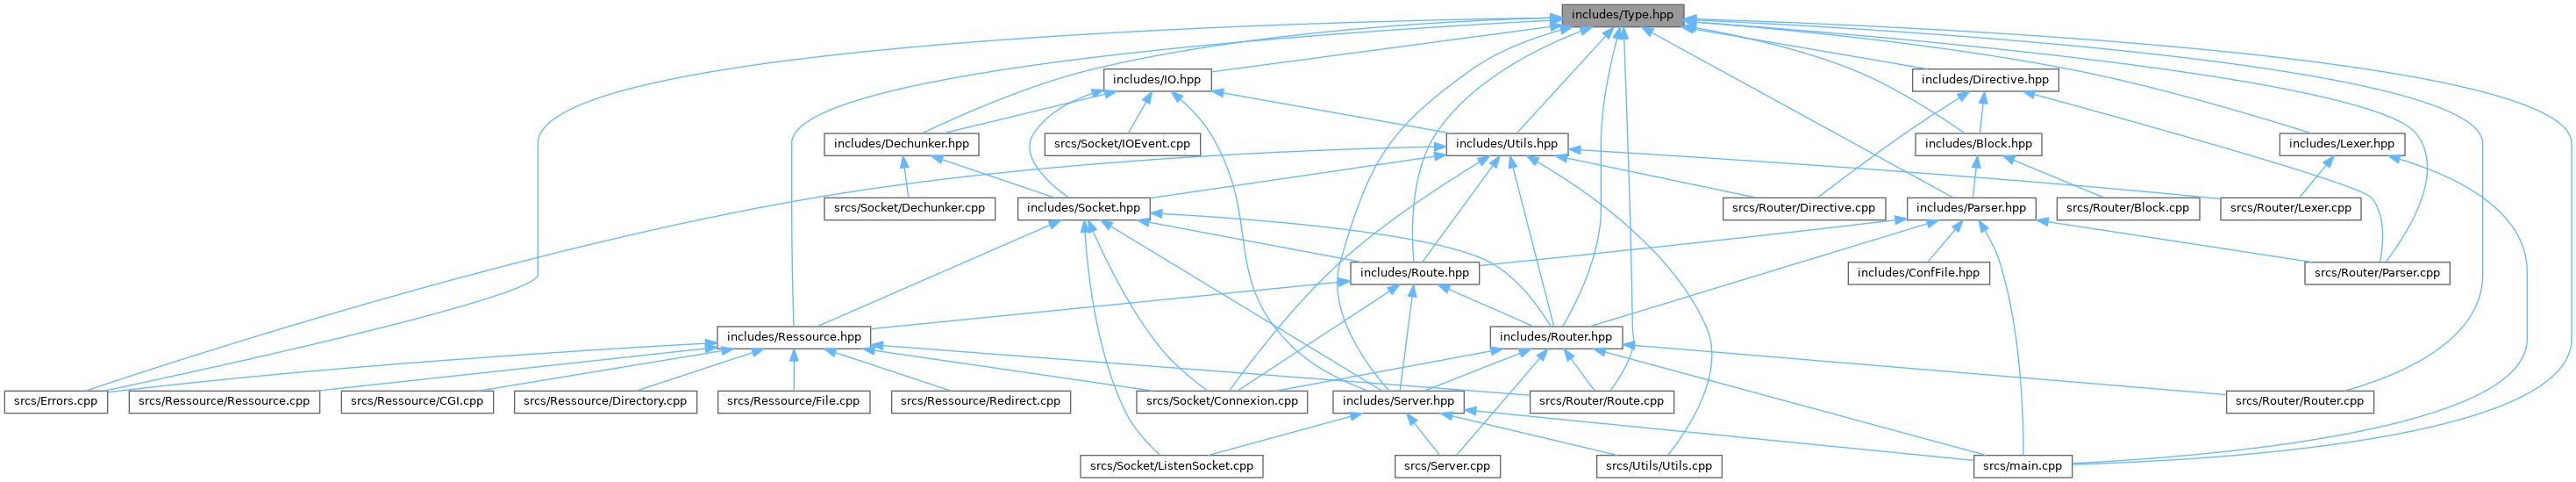 includes/Type.hpp
includes/IO.hpp
includes/Directive.hpp
includes/Dechunker.hpp
srcs/Socket/IOEvent.cpp
includes/Utils.hpp
includes/Block.hpp
includes/Lexer.hpp
srcs/Socket/Dechunker.cpp
includes/Socket.hpp
srcs/Router/Directive.cpp
includes/Parser.hpp
srcs/Router/Block.cpp
srcs/Router/Lexer.cpp
includes/Route.hpp
includes/ConfFile.hpp
srcs/Router/Parser.cpp
includes/Ressource.hpp
includes/Router.hpp
srcs/Errors.cpp
srcs/Ressource/Ressource.cpp
srcs/Ressource/CGI.cpp
srcs/Ressource/Directory.cpp
srcs/Ressource/File.cpp
srcs/Ressource/Redirect.cpp
srcs/Socket/Connexion.cpp
includes/Server.hpp
srcs/Router/Route.cpp
srcs/Router/Router.cpp
srcs/Socket/ListenSocket.cpp
srcs/Server.cpp
srcs/Utils/Utils.cpp
srcs/main.cpp